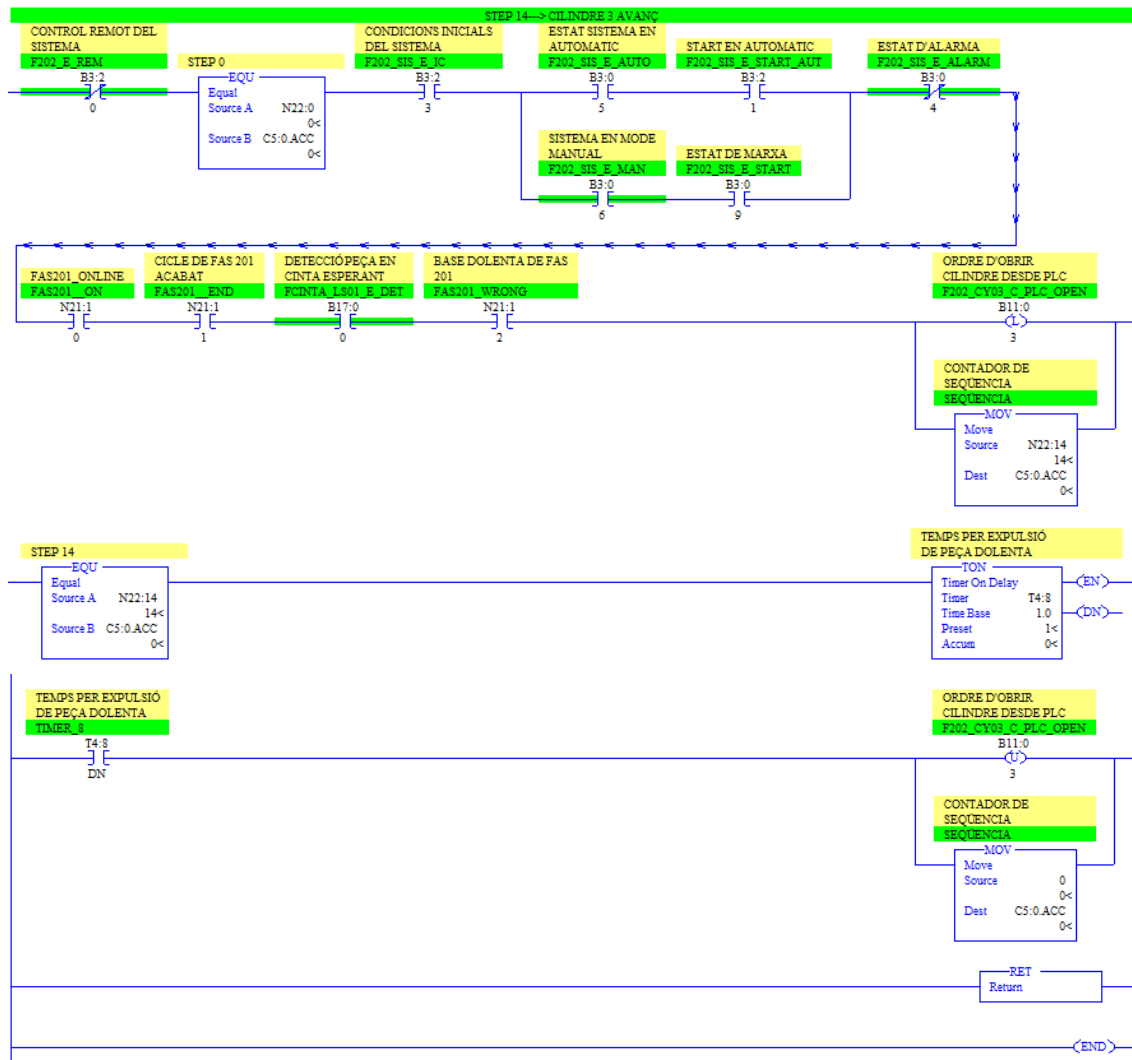 STEP 14---> CILINDRE 3 AVANÇ
CONTROL REMOT DEL
SISTEMA
F202_E_REM
B3:2
0
STEP 0
EQU
Equal
Source A N22:0
0<
Source B C5:0.ACC
0<
CONDICIONS INICIALS
DEL SISTEMA
F202_SIS_E_IC
B3:2
3
ESTAT SISTEMA EN
AUTOMATIC
F202_SIS_E_AUTO
B3:0
5
START EN AUTOMATIC
F202_SIS_E_START_AUT
B3:2
1
ESTAT D'ALARMA
F202_SIS_E_ALARM
B3:0
4
SISTEMA EN MODE
MANUAL
F202_SIS_E_MAN
B3:0
6
ESTAT DE MARXA
F202_SIS_E_START
B3:0
9
FAS201_ONLINE
FAS201__ON
N21:1
0
CICLE DE FAS 201
ACABAT
FAS201__END
N21:1
1
DETECCIÓ PEÇA EN
CINTA ESPERANT
FCINTA_LS01_E_DET
B17:0
0
BASE DOLENTA DE FAS
201
FAS201_WRONG
N21:1
2
ORDRE D'OBRIR
CILINDRE DESDE PLC
F202_CY03_C_PLC_OPEN
B11:0
L
3
CONTADOR DE
SEQÜENCIA
SEQÜENCIA
MOV
Move
Source N22:14
14<
Dest C5:0.ACC
0<
STEP 14
EQU
Equal
Source A N22:14
14<
Source B C5:0.ACC
0<
TEMPS PER EXPULSIÓ
DE PEÇA DOLENTA
TON
Timer On Delay
Timer T4:8
Time Base 1.0
Preset 1<
Accum 0<
EN
DN
TEMPS PER EXPULSIÓ
DE PEÇA DOLENTA
TIMER_8
T4:8
DN
ORDRE D'OBRIR
CILINDRE DESDE PLC
F202_CY03_C_PLC_OPEN
B11:0
U
3
CONTADOR DE
SEQÜENCIA
SEQÜENCIA
MOV
Move
Source 0
0<
Dest C5:0.ACC
0<
RET
Return
END